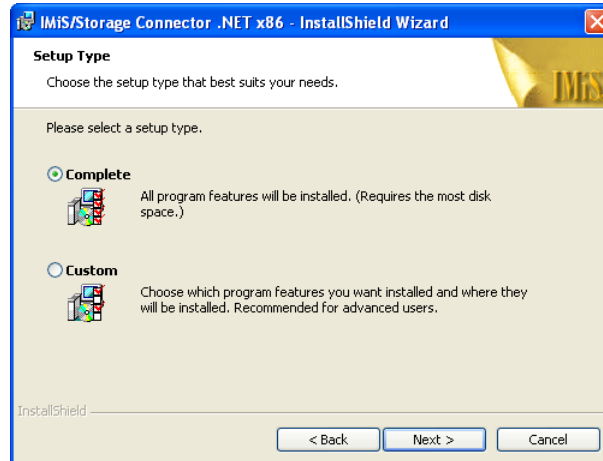 IMiS/Storage Connector .NET x86 - InstallShield Wizard
Setup Type
Choose the setup type that best suits your needs.
IMiS
Please select a setup type.
Complete
All program features will be installed. (Requires the most disk
space.)
Custom
Choose which program features you want installed and where they
will be installed. Recommended for advanced users.
InstallShield
< Back Next > Cancel